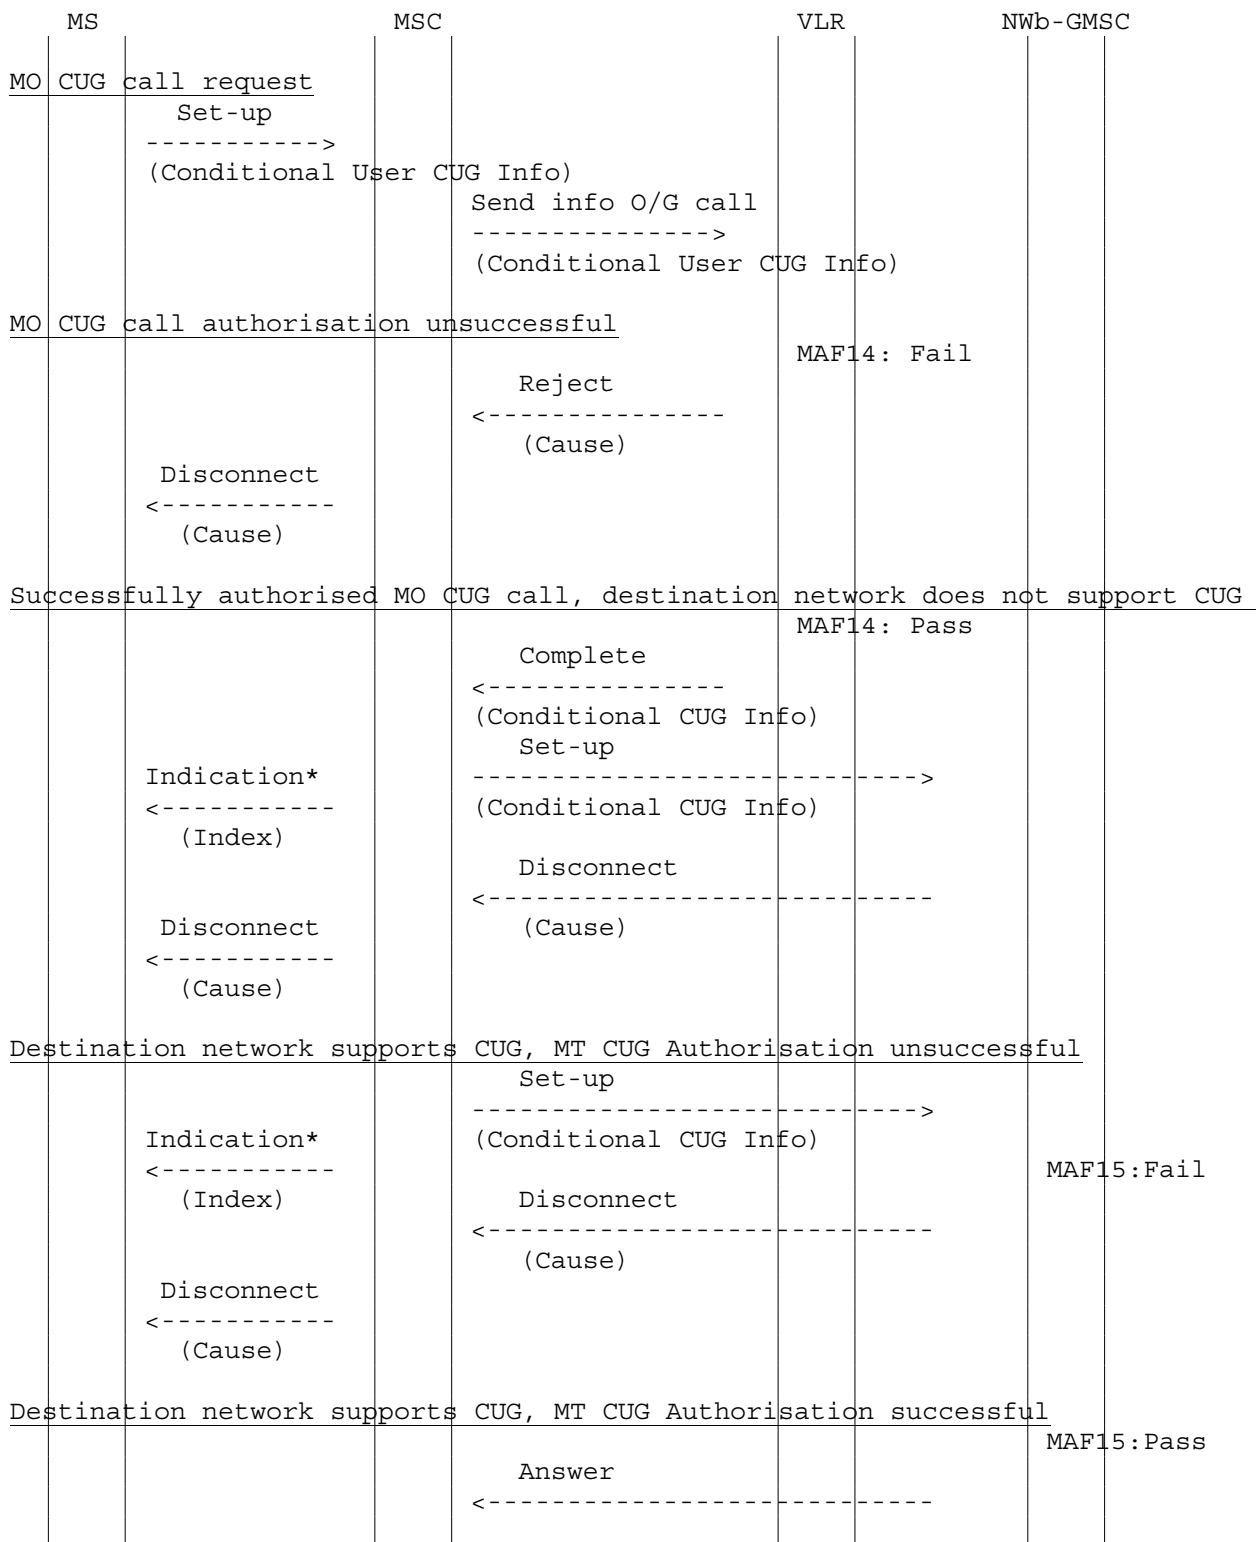 MS MSC VLR NWb-GMSC
MO CUG call request
Set-up
----------->
(Conditional User CUG Info)
Send info O/G call
--------------->
(Conditional User CUG Info)
MO CUG call authorisation unsuccessful
MAF14: Fail
Reject
<---------------
(Cause)
Disconnect
<-----------
(Cause)
Successfully authorised MO CUG call, destination network does not support CUG
MAF14: Pass
Complete
<---------------
(Conditional CUG Info)
Set-up
Indication* ---------------------------->
<----------- (Conditional CUG Info)
(Index)
Disconnect
<----------------------------
Disconnect (Cause)
<-----------
(Cause)
Destination network supports CUG, MT CUG Authorisation unsuccessful
Set-up
---------------------------->
Indication* (Conditional CUG Info)
<----------- MAF15:Fail
(Index) Disconnect
<----------------------------
(Cause)
Disconnect
<-----------
(Cause)
Destination network supports CUG, MT CUG Authorisation successful
MAF15:Pass
Answer
<----------------------------